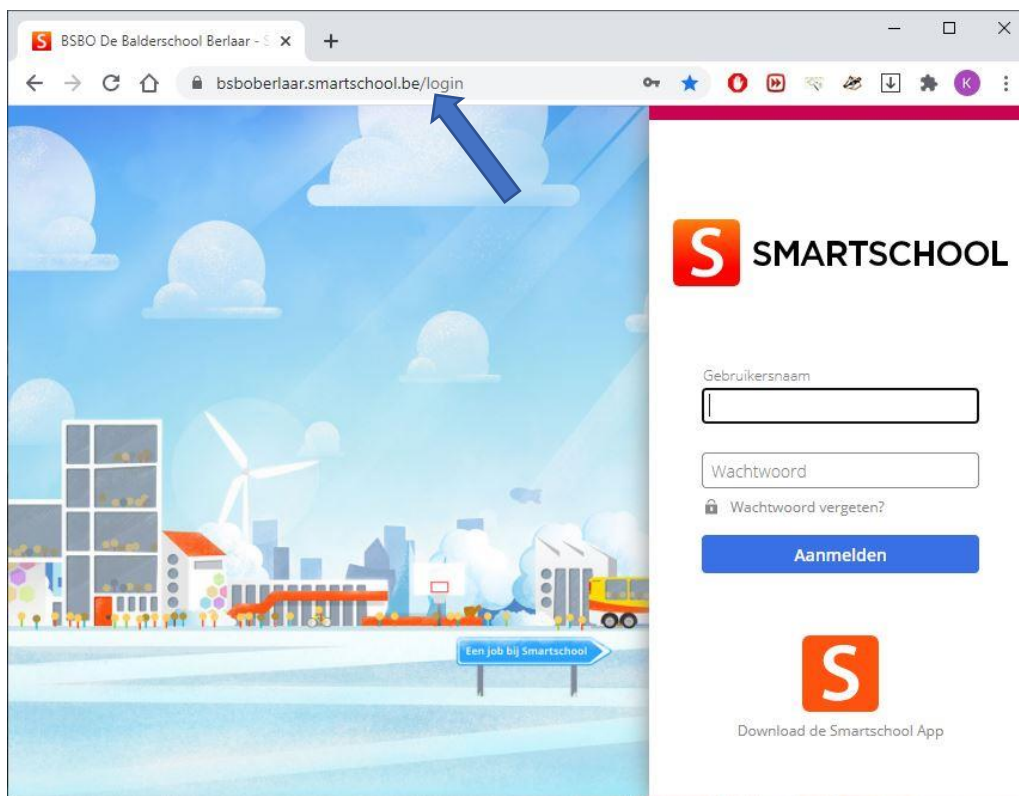 BSBO De Balderschool Berlaar - S
bsboberlaar.smartschool.be/login
K
S SMARTSCHOOL
Gebruikersnaam
Wachtwoord
Wachtwoord vergeten?
Aanmelden
Een job bij Smartschool
S
Download de Smartschool App